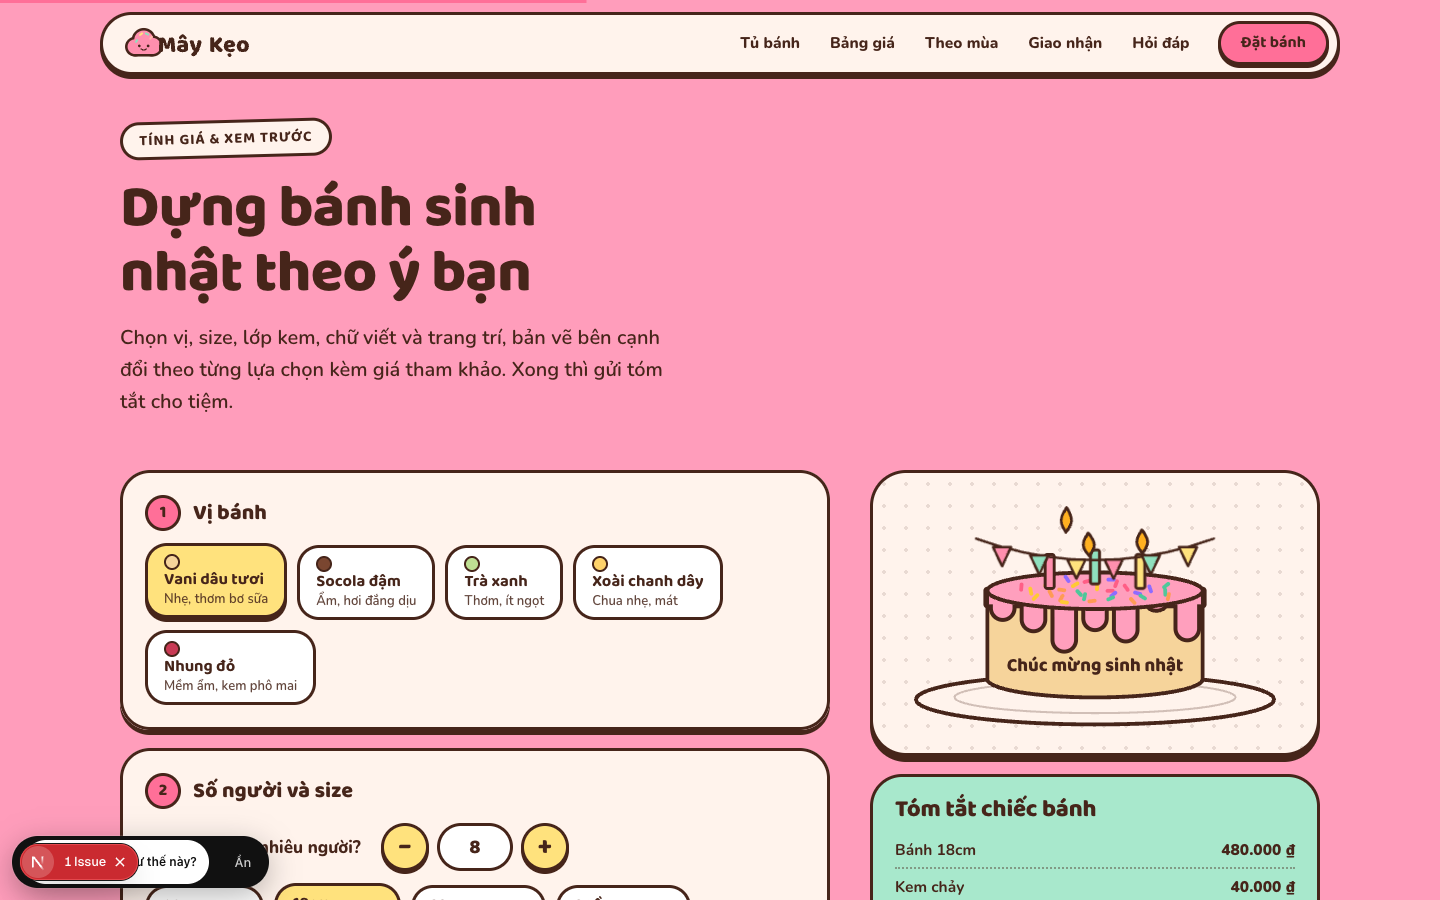 Mây Kẹo
Tủ bánh
Bảng giá
Theo mùa
Giao nhận
Hỏi đáp
Đặt bánh
TÍNH GIÁ & XEM TRƯỚC
Dựng bánh sinh
nhật theo ý bạn
Chọn vị, size, lớp kem, chữ viết và trang trí, bản vẽ bên cạnh
đổi theo từng lựa chọn kèm giá tham khảo. Xong thì gửi tóm
tắt cho tiệm.
1 Vị bánh
Vani dâu tươi
Nhẹ, thơm bơ sữa
Socola đậm
Ẩm, hơi đắng dịu
Trà xanh
Thơm, ít ngọt
Xoài chanh dây
Chua nhẹ, mát
Nhung đỏ
Mềm ẩm, kem phô mai
Chúc mừng sinh nhật
2 Số người và size
nhiêu người?
−
8
+
Tóm tắt chiếc bánh
Bánh 18cm 480.000 ₫
Kem chảy 40.000 ₫
N 1 Issue
thế này?
Ẩn